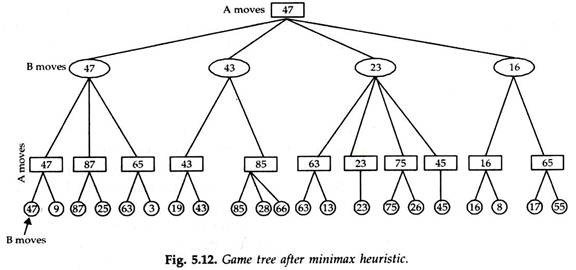 A moves 47
B moves 47 43 23 16
A moves 47 87 65 43 85 63 23 75 45 16 65
47 9 87 25 63 3 19 43 85 28 66 63 13 23 75 26 45 16 8 17 55
B moves
Fig. 5.12. Game tree after minimax heuristic.